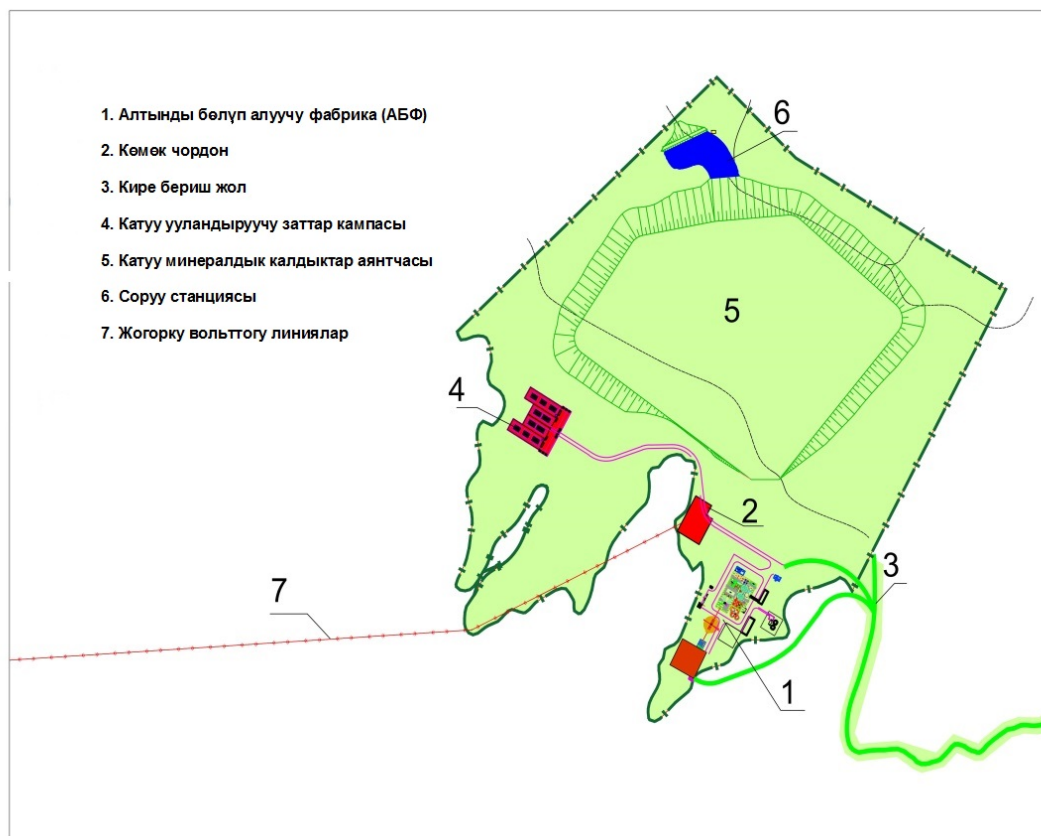 1. Алтынды бөлүп алуучу фабрика (АБФ)
2. Көмөк чордон
3. Кире бериш жол
4. Катуу ууландыруучу заттар кампасы
5. Катуу минералдык калдыктар аянтчасы
6. Соруу станциясы
7. Жогорку вольттогу линиялар
6
5
4
2
3
7
1